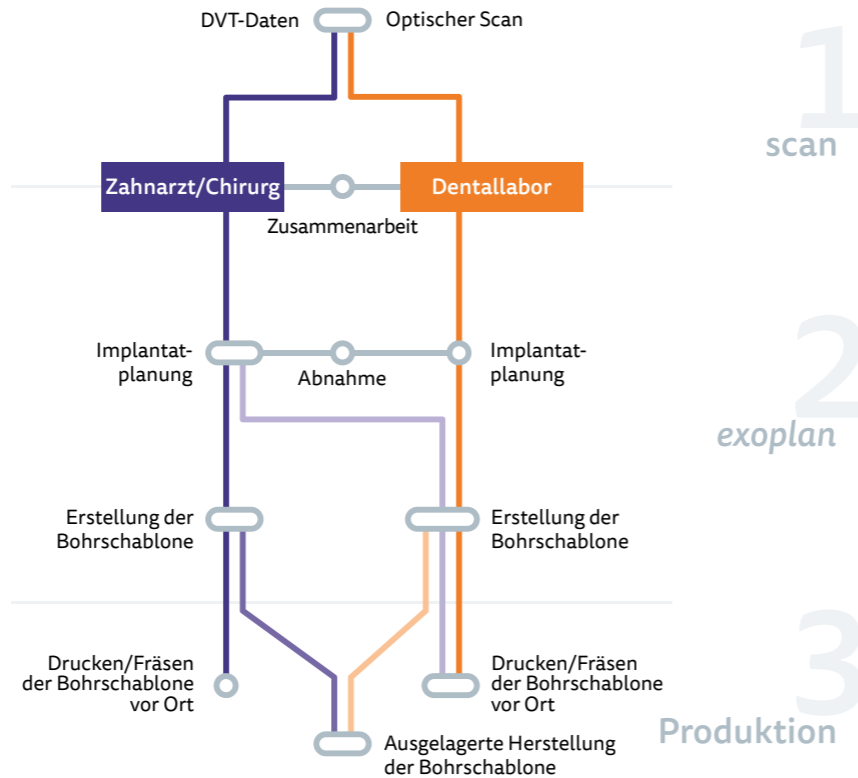 DVT-Daten
Optischer Scan
1
scan
Zahnarzt/Chirurg
Dentallabor
Zusammenarbeit
Implantat-
planung
Abnahme
Implantat-
planung
2
exoplan
Erstellung der
Bohrschablone
Erstellung der
Bohrschablone
Drucken/Fräsen
der Bohrschablone
vor Ort
Drucken/Fräsen
der Bohrschablone
vor Ort
3
Produktion
Ausgelagerte Herstellung
der Bohrschablone